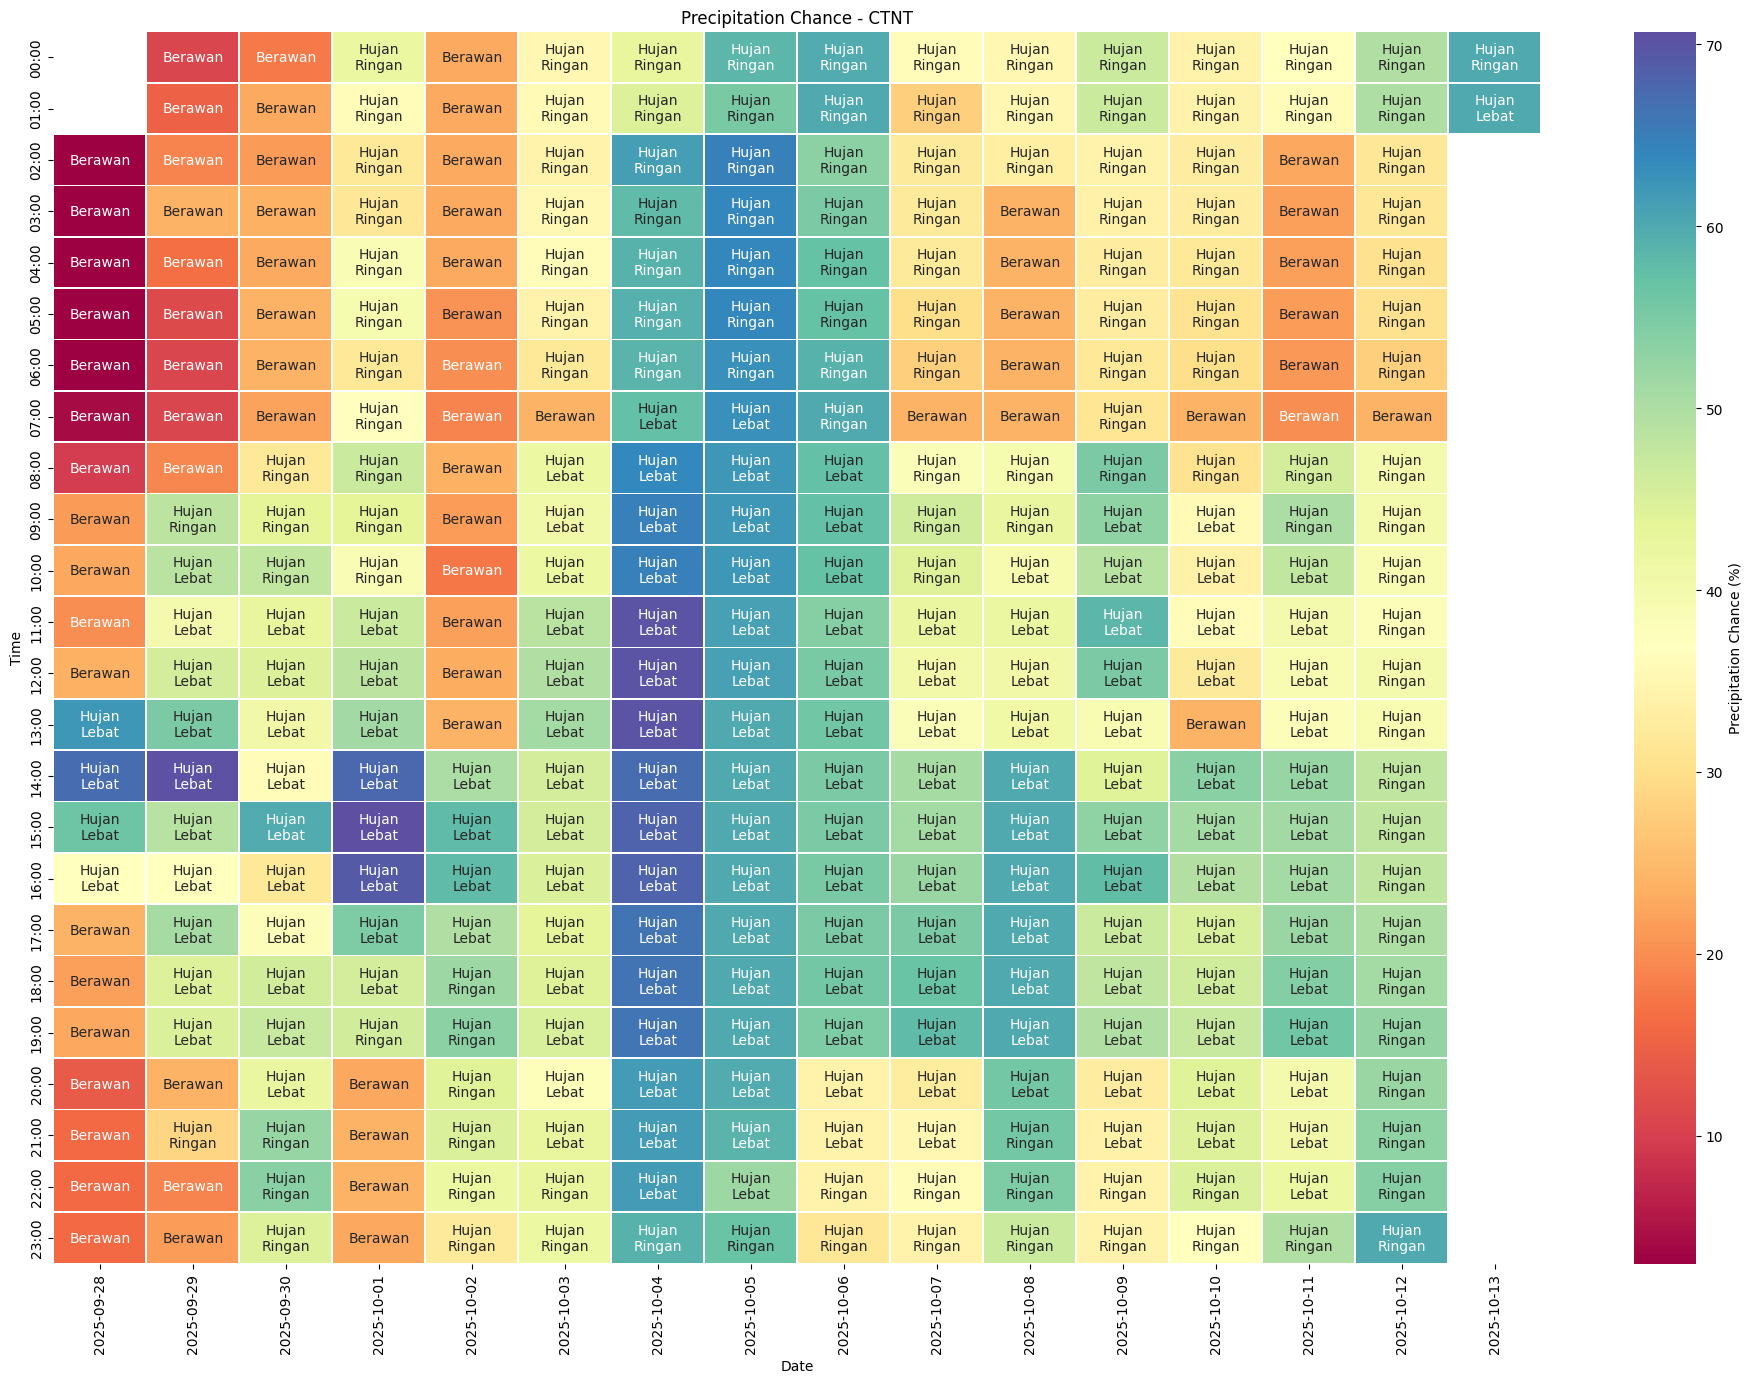 Precipitation Chance - CTNT
00:00 Berawan Berawan Hujan Ringan Berawan Hujan Ringan Hujan Ringan Hujan Ringan Hujan Ringan Hujan Ringan Hujan Ringan Hujan Ringan Hujan Ringan Hujan Ringan Hujan Ringan Hujan Ringan
01:00 Berawan Berawan Hujan Ringan Berawan Hujan Ringan Hujan Ringan Hujan Ringan Hujan Ringan Hujan Ringan Hujan Ringan Hujan Ringan Hujan Ringan Hujan Ringan Hujan Ringan Hujan Lebat
02:00 Berawan Berawan Berawan Hujan Ringan Berawan Hujan Ringan Hujan Ringan Hujan Ringan Hujan Ringan Hujan Ringan Hujan Ringan Hujan Ringan Hujan Ringan Berawan Hujan Ringan
03:00 Berawan Berawan Berawan Hujan Ringan Berawan Hujan Ringan Hujan Ringan Hujan Ringan Hujan Ringan Hujan Ringan Berawan Hujan Ringan Hujan Ringan Berawan Hujan Ringan
04:00 Berawan Berawan Berawan Hujan Ringan Berawan Hujan Ringan Hujan Ringan Hujan Ringan Hujan Ringan Hujan Ringan Berawan Hujan Ringan Hujan Ringan Berawan Hujan Ringan
05:00 Berawan Berawan Berawan Hujan Ringan Berawan Hujan Ringan Hujan Ringan Hujan Ringan Hujan Ringan Hujan Ringan Berawan Hujan Ringan Hujan Ringan Berawan Hujan Ringan
06:00 Berawan Berawan Berawan Hujan Ringan Berawan Hujan Ringan Hujan Ringan Hujan Ringan Hujan Ringan Hujan Ringan Berawan Hujan Ringan Hujan Ringan Berawan Hujan Ringan
07:00 Berawan Berawan Berawan Hujan Ringan Berawan Berawan Hujan Lebat Hujan Lebat Hujan Ringan Berawan Berawan Hujan Ringan Berawan Berawan Berawan
08:00 Berawan Berawan Hujan Ringan Hujan Ringan Berawan Hujan Lebat Hujan Lebat Hujan Lebat Hujan Lebat Hujan Ringan Hujan Ringan Hujan Ringan Hujan Ringan Hujan Ringan Hujan Ringan
09:00 Berawan Hujan Ringan Hujan Ringan Hujan Ringan Berawan Hujan Lebat Hujan Lebat Hujan Lebat Hujan Lebat Hujan Ringan Hujan Ringan Hujan Lebat Hujan Lebat Hujan Ringan Hujan Ringan
10:00 Berawan Hujan Lebat Hujan Ringan Hujan Ringan Berawan Hujan Lebat Hujan Lebat Hujan Lebat Hujan Lebat Hujan Ringan Hujan Lebat Hujan Lebat Hujan Lebat Hujan Lebat Hujan Ringan
11:00 Berawan Hujan Lebat Hujan Lebat Hujan Lebat Berawan Hujan Lebat Hujan Lebat Hujan Lebat Hujan Lebat Hujan Lebat Hujan Lebat Hujan Lebat Hujan Lebat Hujan Lebat Hujan Ringan
12:00 Berawan Hujan Lebat Hujan Lebat Hujan Lebat Berawan Hujan Lebat Hujan Lebat Hujan Lebat Hujan Lebat Hujan Lebat Hujan Lebat Hujan Lebat Hujan Lebat Hujan Lebat Hujan Ringan
13:00 Hujan Lebat Hujan Lebat Hujan Lebat Hujan Lebat Berawan Hujan Lebat Hujan Lebat Hujan Lebat Hujan Lebat Hujan Lebat Hujan Lebat Hujan Lebat Berawan Hujan Lebat Hujan Ringan
14:00 Hujan Lebat Hujan Lebat Hujan Lebat Hujan Lebat Hujan Lebat Hujan Lebat Hujan Lebat Hujan Lebat Hujan Lebat Hujan Lebat Hujan Lebat Hujan Lebat Hujan Lebat Hujan Lebat Hujan Ringan
15:00 Hujan Lebat Hujan Lebat Hujan Lebat Hujan Lebat Hujan Lebat Hujan Lebat Hujan Lebat Hujan Lebat Hujan Lebat Hujan Lebat Hujan Lebat Hujan Lebat Hujan Lebat Hujan Lebat Hujan Ringan
16:00 Hujan Lebat Hujan Lebat Hujan Lebat Hujan Lebat Hujan Lebat Hujan Lebat Hujan Lebat Hujan Lebat Hujan Lebat Hujan Lebat Hujan Lebat Hujan Lebat Hujan Lebat Hujan Lebat Hujan Ringan
17:00 Berawan Hujan Lebat Hujan Lebat Hujan Lebat Hujan Lebat Hujan Lebat Hujan Lebat Hujan Lebat Hujan Lebat Hujan Lebat Hujan Lebat Hujan Lebat Hujan Lebat Hujan Lebat Hujan Ringan
18:00 Berawan Hujan Lebat Hujan Lebat Hujan Lebat Hujan Ringan Hujan Lebat Hujan Lebat Hujan Lebat Hujan Lebat Hujan Lebat Hujan Lebat Hujan Lebat Hujan Lebat Hujan Lebat Hujan Ringan
19:00 Berawan Hujan Lebat Hujan Lebat Hujan Ringan Hujan Ringan Hujan Lebat Hujan Lebat Hujan Lebat Hujan Lebat Hujan Lebat Hujan Lebat Hujan Lebat Hujan Lebat Hujan Lebat Hujan Ringan
20:00 Berawan Berawan Hujan Lebat Berawan Hujan Ringan Hujan Lebat Hujan Lebat Hujan Lebat Hujan Lebat Hujan Lebat Hujan Lebat Hujan Lebat Hujan Lebat Hujan Lebat Hujan Ringan
21:00 Berawan Hujan Ringan Hujan Ringan Berawan Hujan Ringan Hujan Lebat Hujan Lebat Hujan Lebat Hujan Lebat Hujan Lebat Hujan Ringan Hujan Lebat Hujan Lebat Hujan Lebat Hujan Ringan
22:00 Berawan Berawan Hujan Ringan Berawan Hujan Ringan Hujan Ringan Hujan Lebat Hujan Lebat Hujan Ringan Hujan Ringan Hujan Ringan Hujan Ringan Hujan Ringan Hujan Lebat Hujan Ringan
23:00 Berawan Berawan Hujan Ringan Berawan Hujan Ringan Hujan Ringan Hujan Ringan Hujan Ringan Hujan Ringan Hujan Ringan Hujan Ringan Hujan Ringan Hujan Ringan Hujan Ringan Hujan Ringan
Time
2025-09-28 2025-09-29 2025-09-30 2025-10-01 2025-10-02 2025-10-03 2025-10-04 2025-10-05 2025-10-06 2025-10-07 2025-10-08 2025-10-09 2025-10-10 2025-10-11 2025-10-12 2025-10-13
Date
70
60
50
40
30
20
10
Precipitation Chance (%)